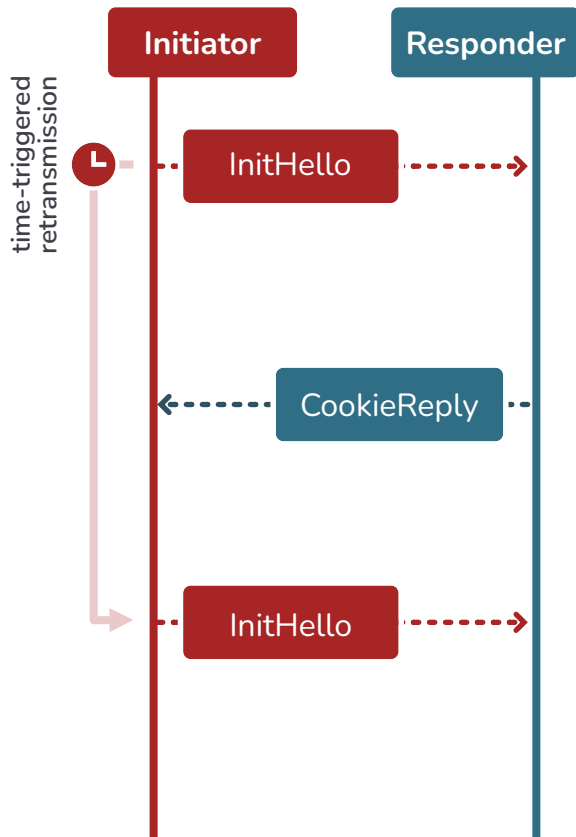 Initiator
Responder
time-triggered
retransmission
InitHello
CookieReply
InitHello